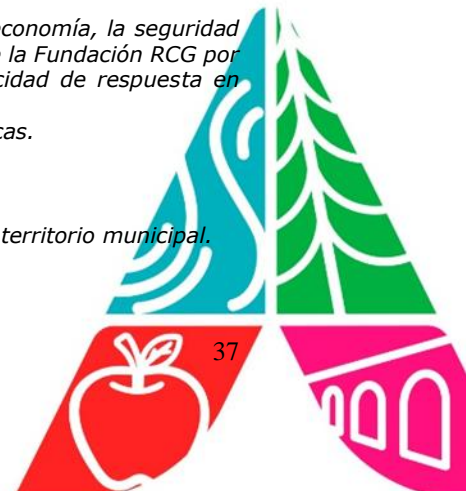 economía, la seguridad
la Fundación RCG por
cidad de respuesta en
cas.
territorio municipal.
37